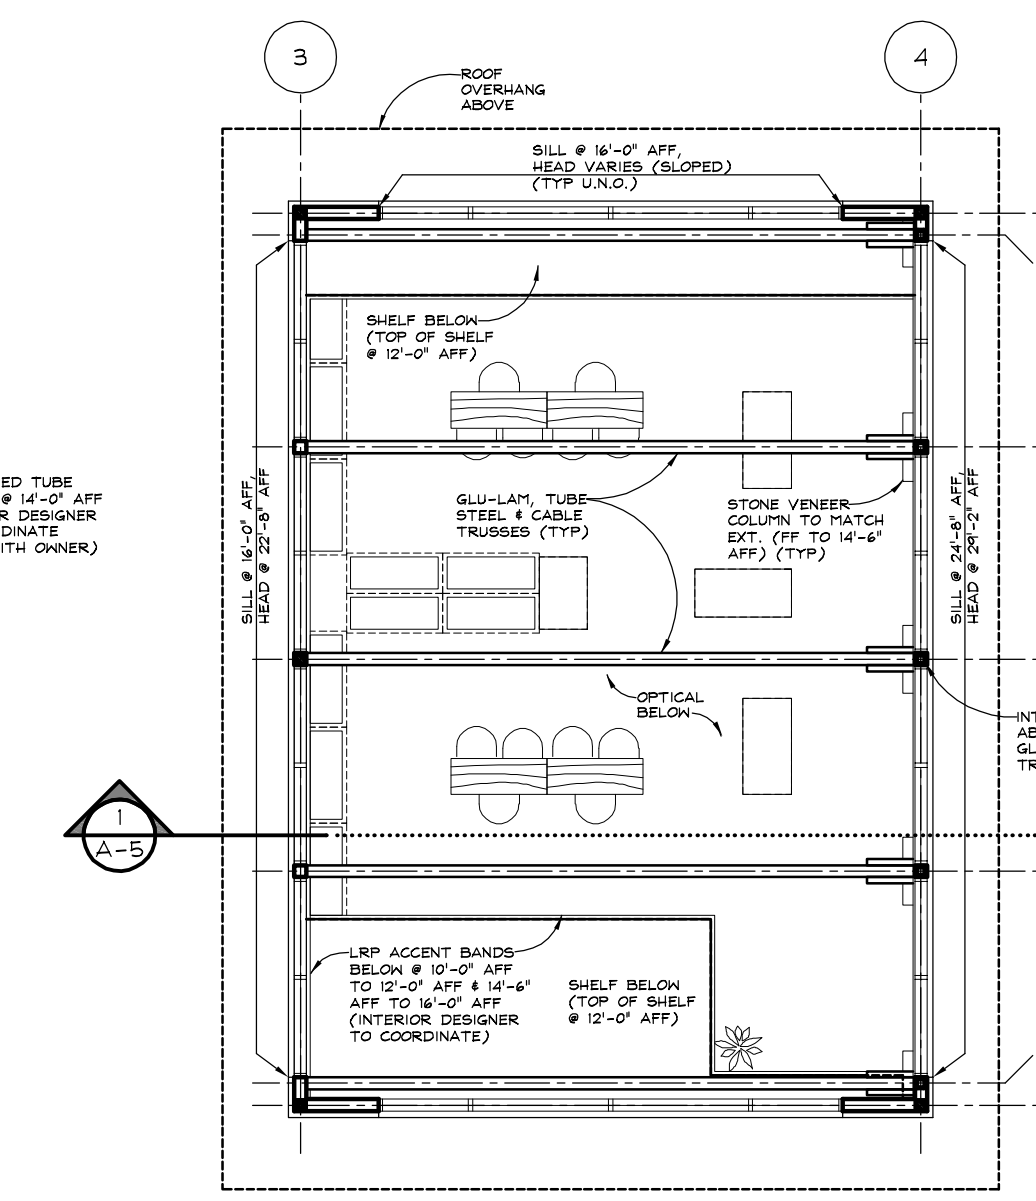 3
4
ROOF
OVERHANG
ABOVE
SILL @ 16'-0" AFF,
HEAD VARIES (SLOPED)
(TYP U.N.O.)
SHELF BELOW
(TOP OF SHELF
@ 12'-0" AFF)
ED TUBE
@ 14'-0" AFF
R DESIGNER
DINATE
ITH OWNER)
SILL @ 16'-0" AFF,
HEAD @ 22'-8" AFF
GLU-LAM, TUBE
STEEL & CABLE
TRUSSES (TYP)
STONE VENEER
COLUMN TO MATCH
EXT. (FF TO 14'-6"
AFF) (TYP)
SILL @ 24'-8" AFF,
HEAD @ 29'-2" AFF
OPTICAL
BELOW
INT
AB
GL
TR
1
A-5
LRP ACCENT BANDS
BELOW @ 10'-0" AFF
TO 12'-0" AFF & 14'-6"
AFF TO 16'-0" AFF
(INTERIOR DESIGNER
TO COORDINATE)
SHELF BELOW
(TOP OF SHELF
@ 12'-0" AFF)